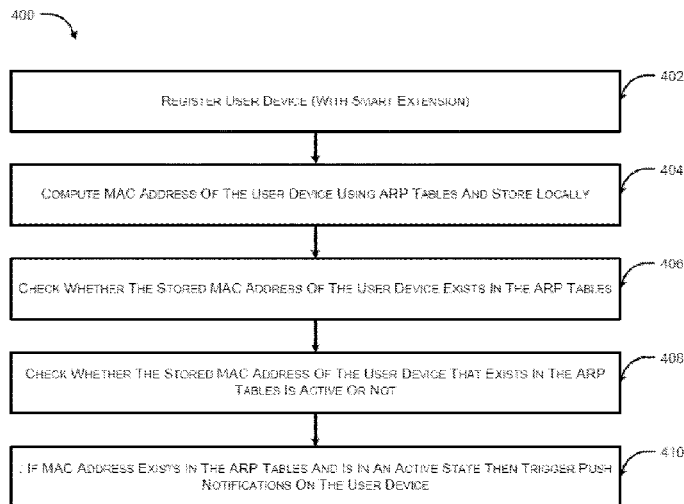 400
REGISTER USER DEVICE (WITH SMART EXTENSION)
402
COMPUTE MAC ADDRESS OF THE USER DEVICE USING ARP TABLES AND STORE LOCALLY
404
CHECK WHETHER THE STORED MAC ADDRESS OF THE USER DEVICE EXISTS IN THE ARP TABLES
406
CHECK WHETHER THE STORED MAC ADDRESS OF THE USER DEVICE THAT EXISTS IN THE ARP
TABLES IS ACTIVE OR NOT
408
: IF MAC ADDRESS EXISTS IN THE ARP TABLES AND IS IN AN ACTIVE STATE THEN TRIGGER PUSH
NOTIFICATIONS ON THE USER DEVICE
410